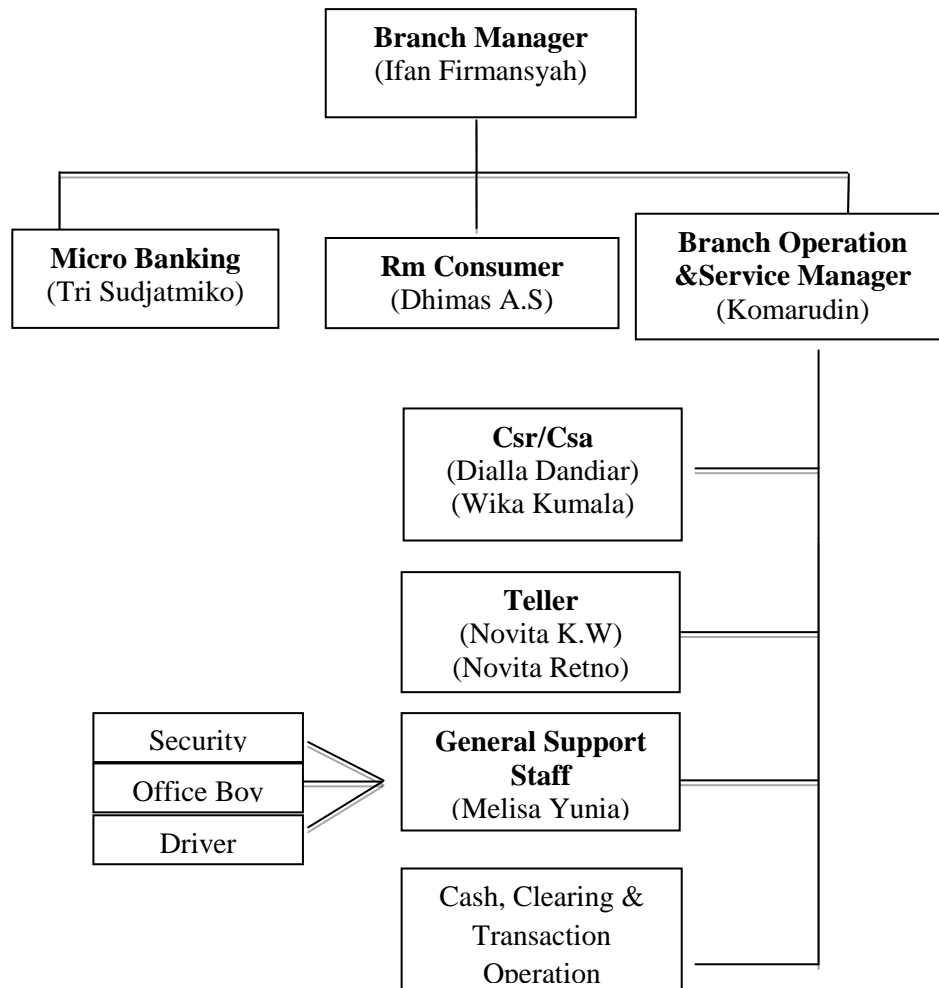 Branch Manager
(Ifan Firmansyah)
Micro Banking
(Tri Sudjatmiko)
Rm Consumer
(Dhimas A.S)
Branch Operation
&Service Manager
(Komarudin)
Csr/Csa
(Dialla Dandiar)
(Wika Kumala)
Teller
(Novita K.W)
(Novita Retno)
General Support
Staff
(Melisa Yunia)
Security
Office Boy
Driver
Cash, Clearing &
Transaction
Operation